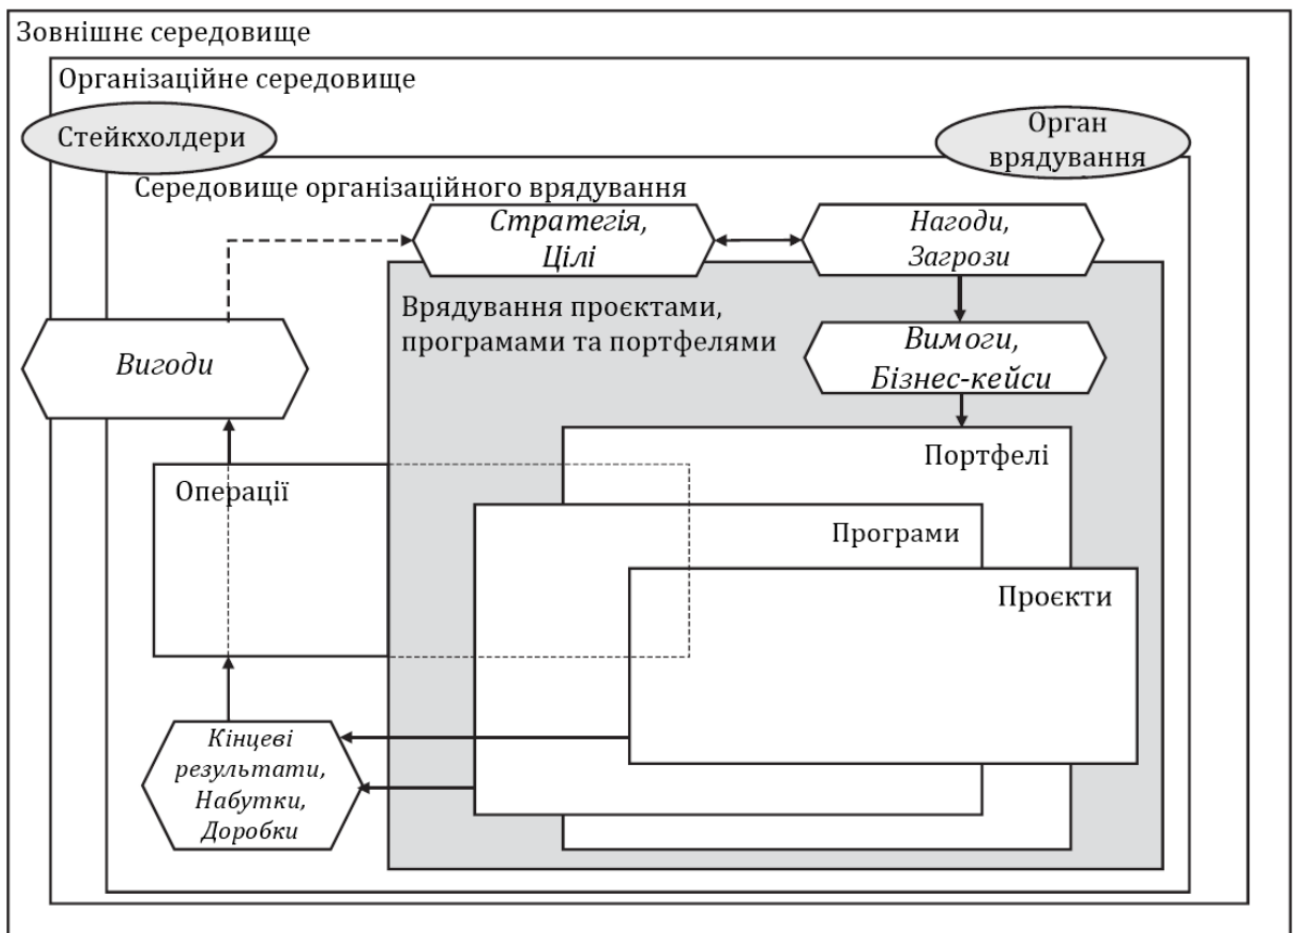 Зовнішнє середовище
Організаційне середовище
Стейкхолдери
Орган
врядування
Середовище організаційного врядування
Стратегія,
Цілі
Нагоди,
Загрози
Врядування проєктами,
програмами та портфелями
Вимоги,
Бізнес-кейси
Вигоди
Портфелі
Операції
Програми
Проєкти
Кінцеві
результати,
Набутки,
Доробки